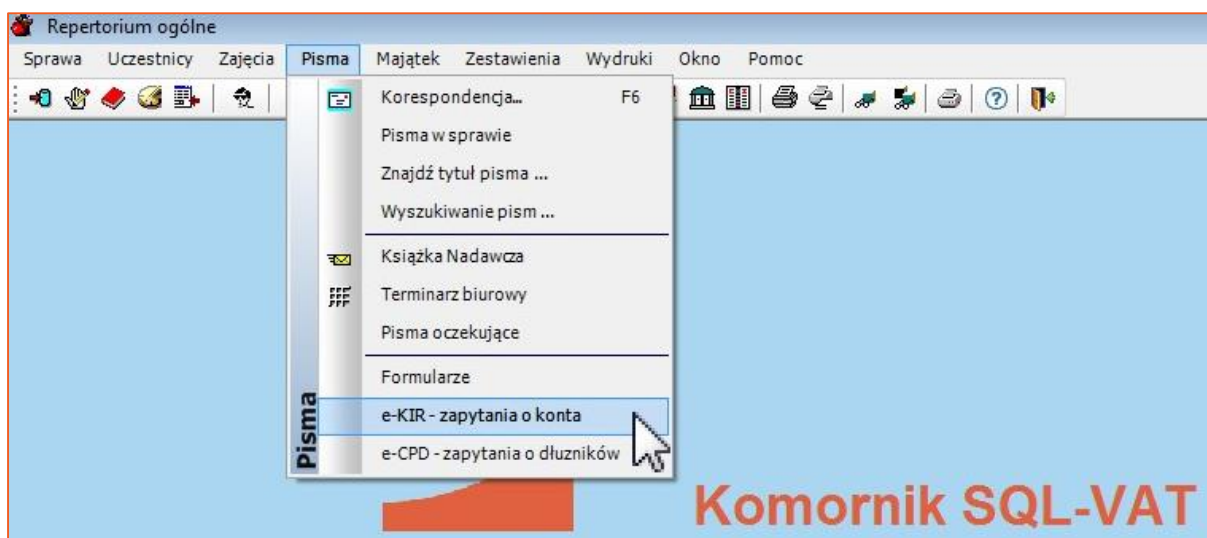 Repertorium ogólne
Sprawa Uczestnicy Zajęcia Pisma Majątek Zestawienia Wydruki Okno Pomoc
Korespondencja... F6
Pisma w sprawie
Znajdź tytuł pisma ...
Wyszukiwanie pism ...
Książka Nadawcza
Terminarz biurowy
Pisma oczekujące
Formularze
e-KIR - zapytania o konta
e-CPD - zapytania o dłuzników
Pisma
Komornik SQL-VAT